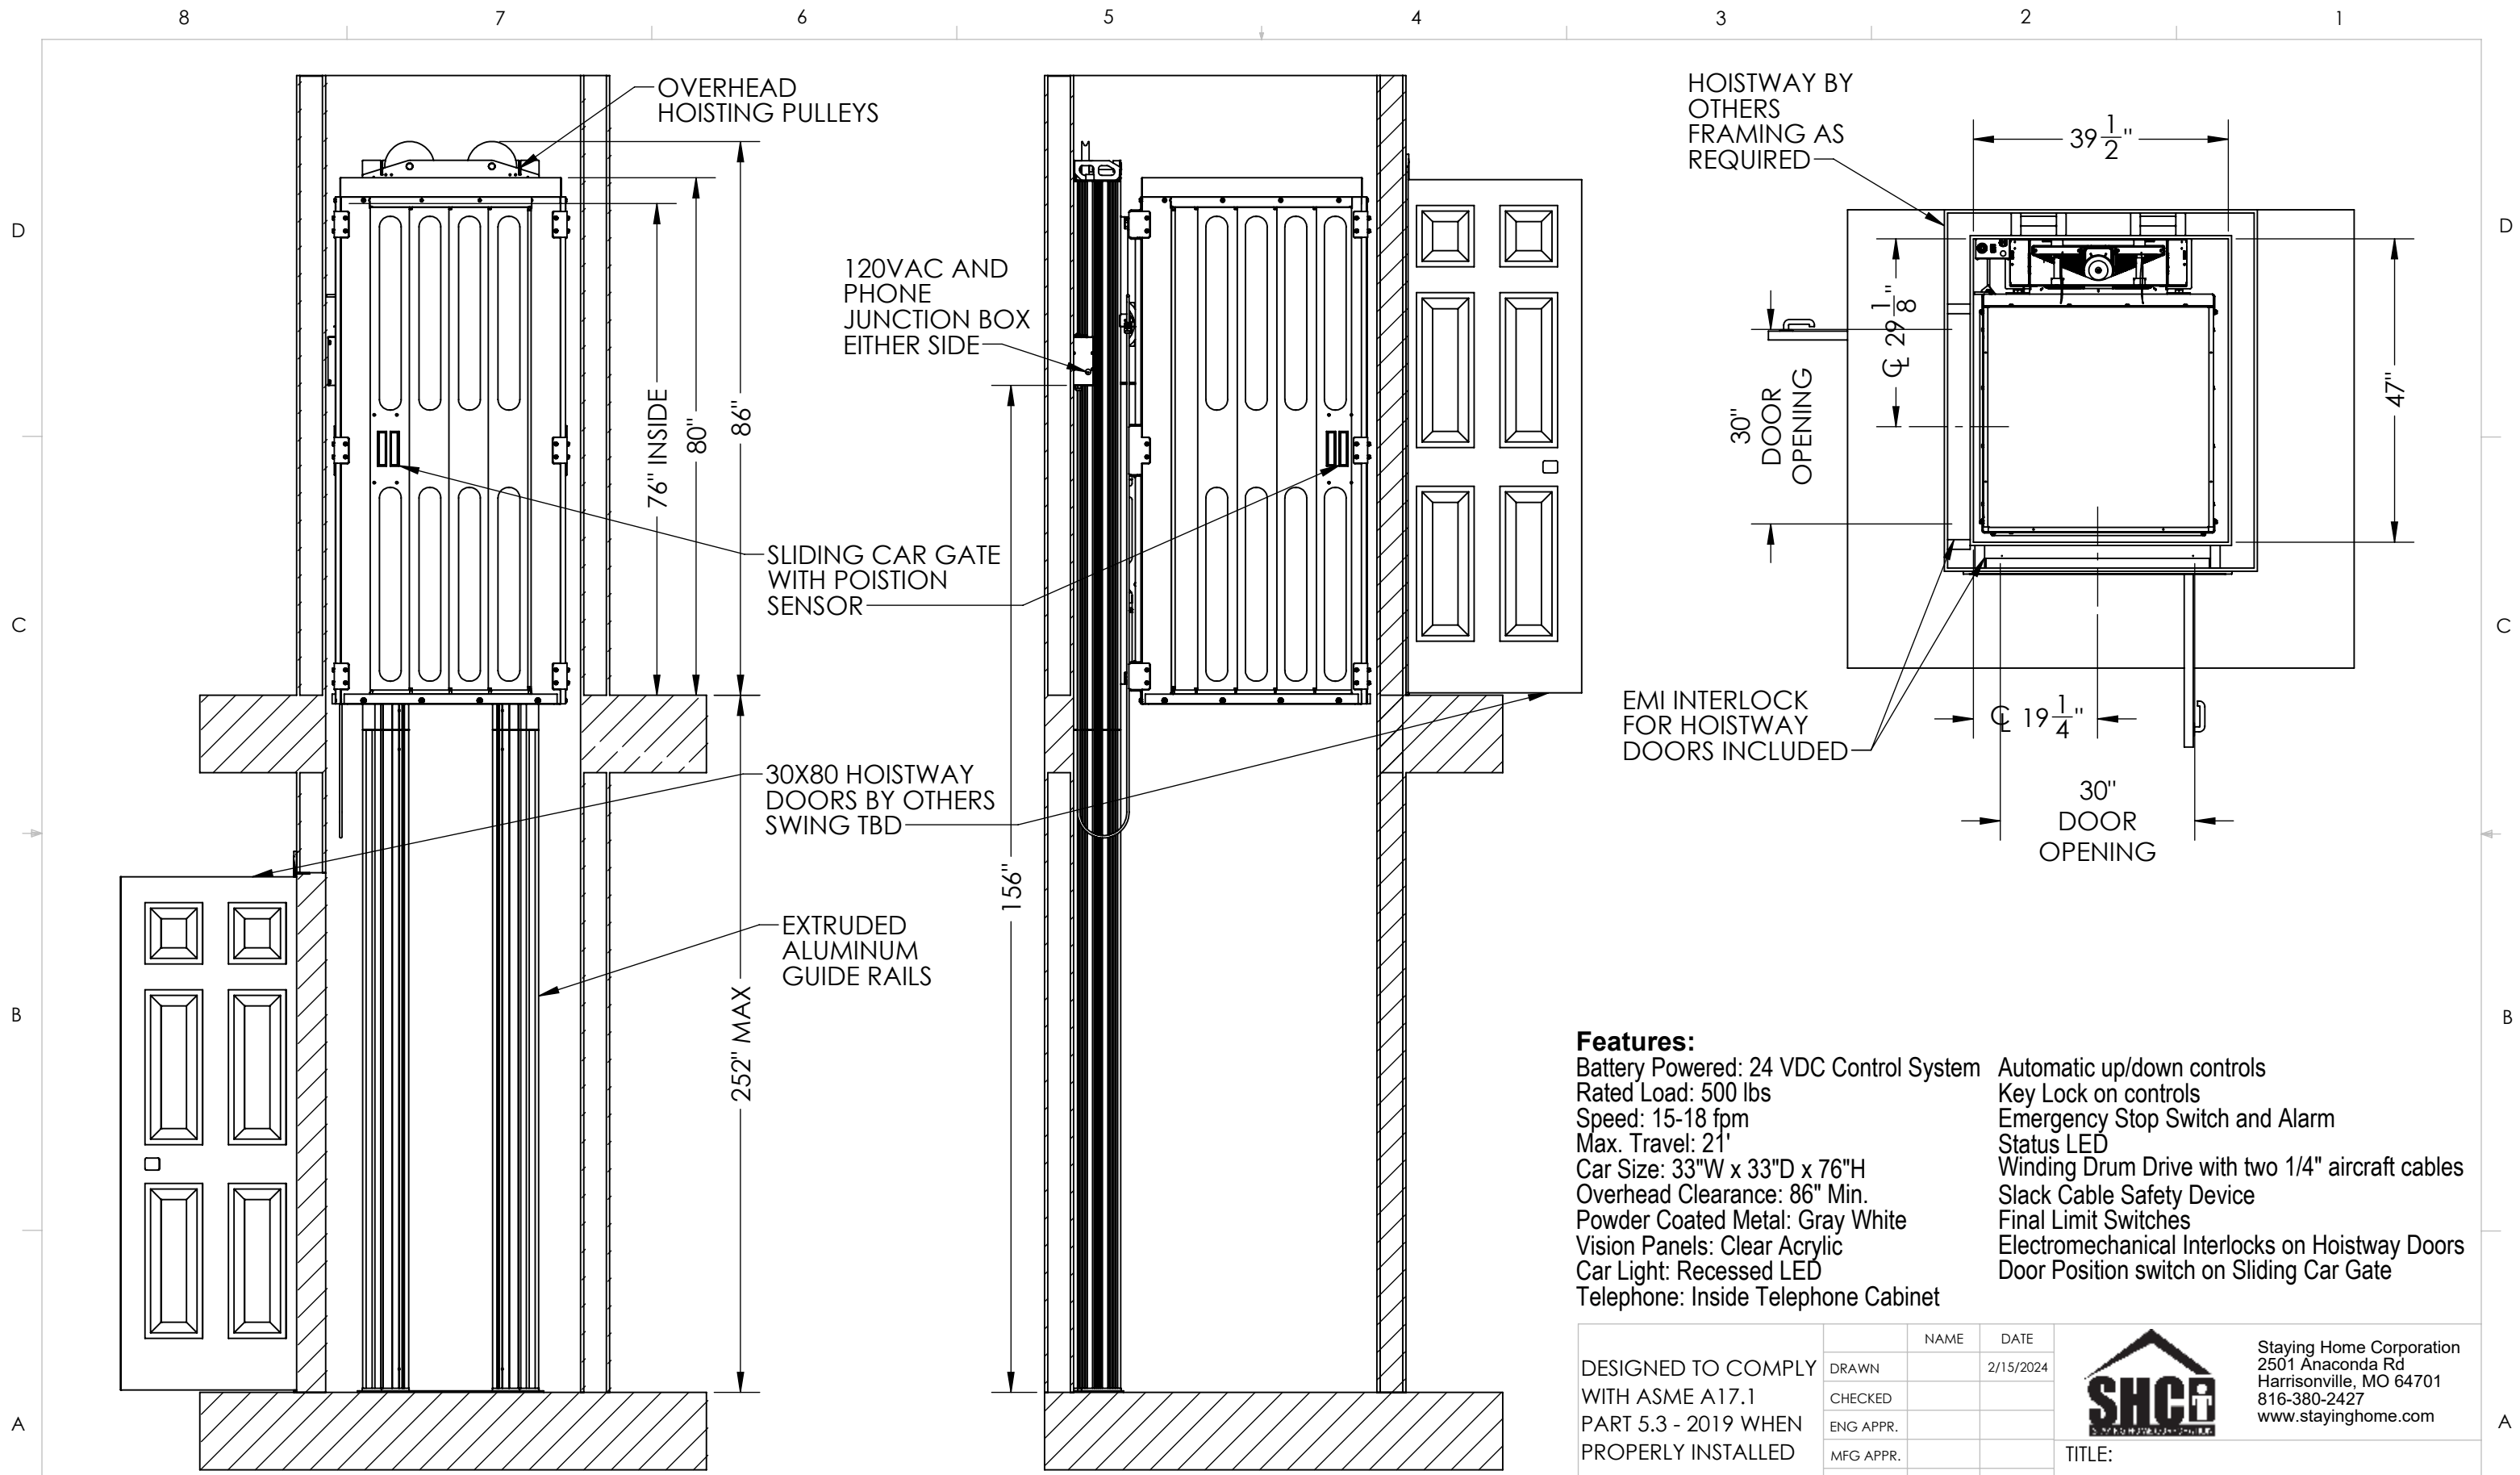 8 7 6 5 4 3 2 1
D
C
B
A
OVERHEAD
HOISTING PULLEYS
76" INSIDE
80"
86"
120VAC AND
PHONE
JUNCTION BOX
EITHER SIDE
SLIDING CAR GATE
WITH POISTION
SENSOR
30X80 HOISTWAY
DOORS BY OTHERS
SWING TBD
EXTRUDED
ALUMINUM
GUIDE RAILS
252" MAX
156"
HOISTWAY BY
OTHERS
FRAMING AS
REQUIRED
39 1/2"
℄ 29 1/8"
47"
30"
DOOR
OPENING
EMI INTERLOCK
FOR HOISTWAY
DOORS INCLUDED
℄ 19 1/4"
30"
DOOR
OPENING
D
C
B
A
Features:
Battery Powered: 24 VDC Control System
Rated Load: 500 lbs
Speed: 15-18 fpm
Max. Travel: 21'
Car Size: 33"W x 33"D x 76"H
Overhead Clearance: 86" Min.
Powder Coated Metal: Gray White
Vision Panels: Clear Acrylic
Car Light: Recessed LED
Telephone: Inside Telephone Cabinet
Automatic up/down controls
Key Lock on controls
Emergency Stop Switch and Alarm
Status LED
Winding Drum Drive with two 1/4" aircraft cables
Slack Cable Safety Device
Final Limit Switches
Electromechanical Interlocks on Hoistway Doors
Door Position switch on Sliding Car Gate
DESIGNED TO COMPLY
WITH ASME A17.1
PART 5.3 - 2019 WHEN
PROPERLY INSTALLED
NAME DATE
DRAWN 2/15/2024
CHECKED
ENG APPR.
MFG APPR.
SHC
Staying Home Corporation
2501 Anaconda Rd
Harrisonville, MO 64701
816-380-2427
www.stayinghome.com
TITLE: